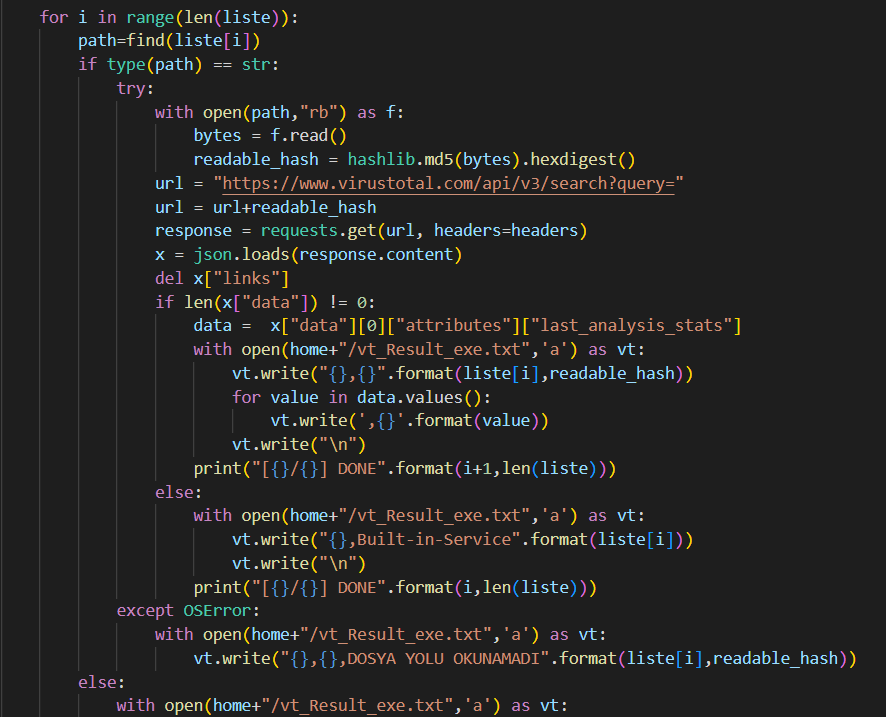 for i in range(len(liste)):
    path=find(liste[i])
    if type(path) == str:
        try:
            with open(path,"rb") as f:
                bytes = f.read()
                readable_hash = hashlib.md5(bytes).hexdigest()
            url = "https://www.virustotal.com/api/v3/search?query="
            url = url+readable_hash
            response = requests.get(url, headers=headers)
            x = json.loads(response.content)
            del x["links"]
            if len(x["data"]) != 0:
                data =  x["data"][0]["attributes"]["last_analysis_stats"]
                with open(home+"/vt_Result_exe.txt",'a') as vt:
                    vt.write("{},{}".format(liste[i],readable_hash))
                    for value in data.values():
                        vt.write(',{}'.format(value))
                    vt.write("\n")
                print("[{}/{}] DONE".format(i+1,len(liste)))
            else:
                with open(home+"/vt_Result_exe.txt",'a') as vt:
                    vt.write("{},Built-in-Service".format(liste[i]))
                    vt.write("\n")
                print("[{}/{}] DONE".format(i,len(liste)))
        except OSError:
            with open(home+"/vt_Result_exe.txt",'a') as vt:
                vt.write("{},{},DOSYA YOLU OKUNAMADI".format(liste[i],readable_hash))
    else:
        with open(home+"/vt_Result_exe.txt",'a') as vt: